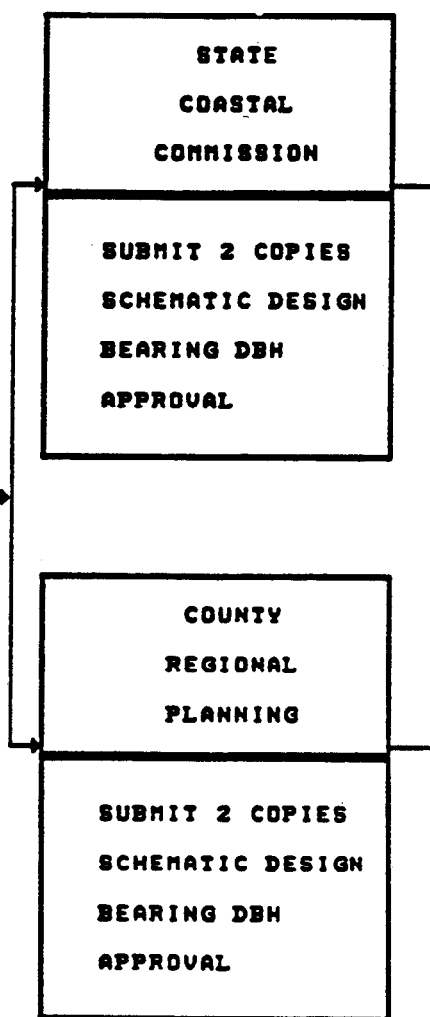 STATE
COASTAL
COMMISSION
SUBMIT 2 COPIES
SCHEMATIC DESIGN
BEARING DBH
APPROVAL
COUNTY
REGIONAL
PLANNING
SUBMIT 2 COPIES
SCHEMATIC DESIGN
BEARING DBH
APPROVAL